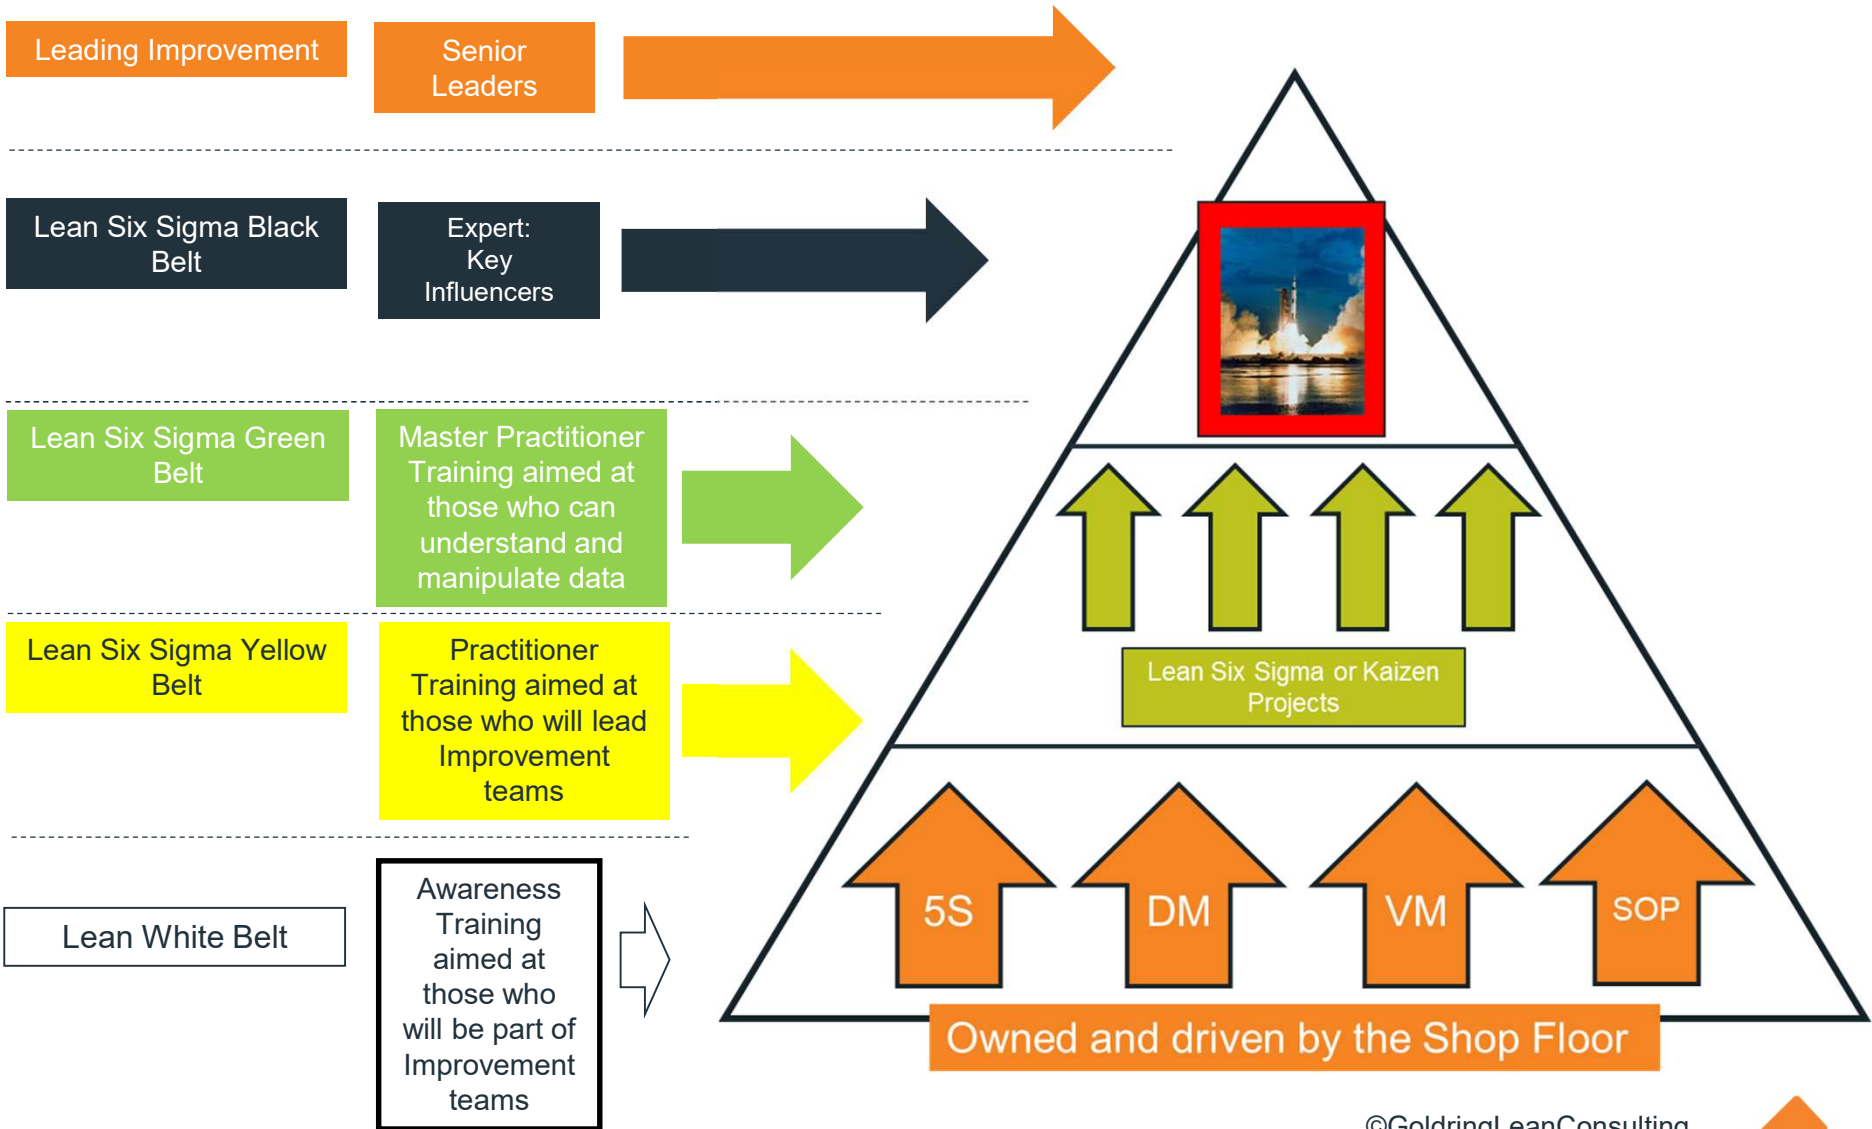 Leading Improvement
Senior
Leaders
Lean Six Sigma Black
Belt
Expert:
Key
Influencers
Lean Six Sigma Green
Belt
Master Practitioner
Training aimed at
those who can
understand and
manipulate data
Lean Six Sigma Yellow
Belt
Practitioner
Training aimed at
those who will lead
Improvement
teams
Lean White Belt
Awareness
Training
aimed at
those who
will be part of
Improvement
teams
Lean Six Sigma or Kaizen
Projects
5S
DM
VM
SOP
Owned and driven by the Shop Floor
©GoldringLeanConsulting